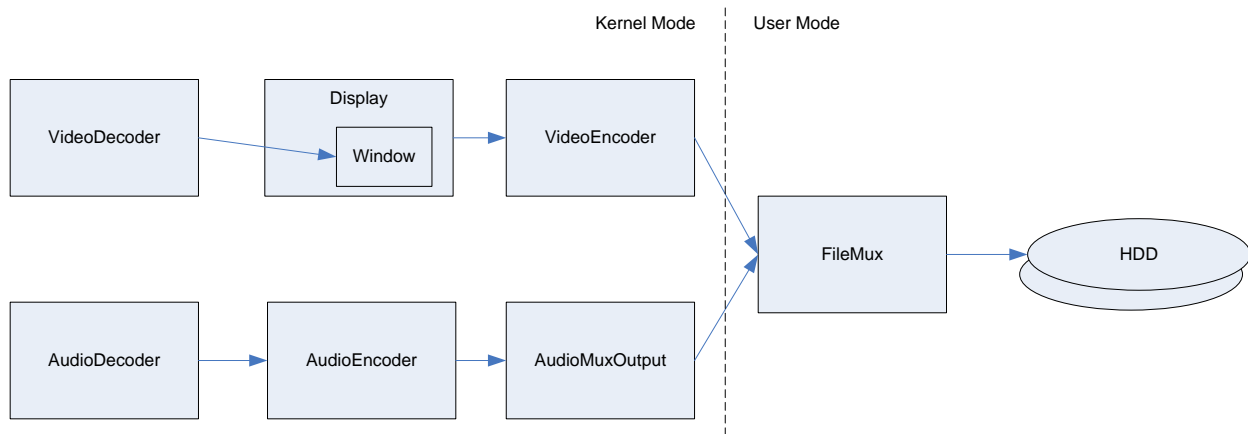 Kernel Mode
User Mode
VideoDecoder
Display
Window
VideoEncoder
FileMux
HDD
AudioDecoder
AudioEncoder
AudioMuxOutput